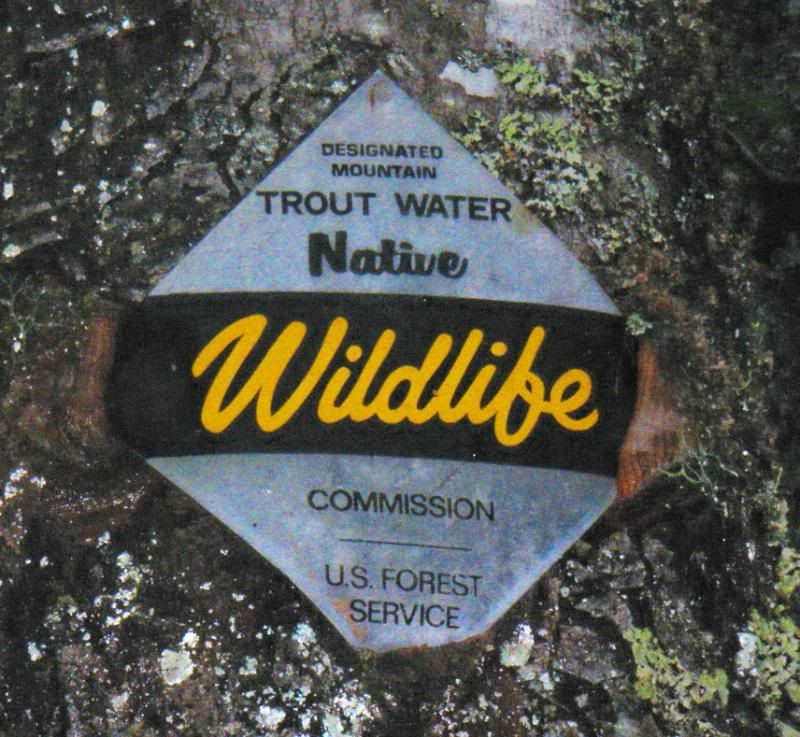 DESIGNATED
MOUNTAIN
TROUT WATER
Native
Wildlife
COMMISSION
U.S. FOREST
SERVICE